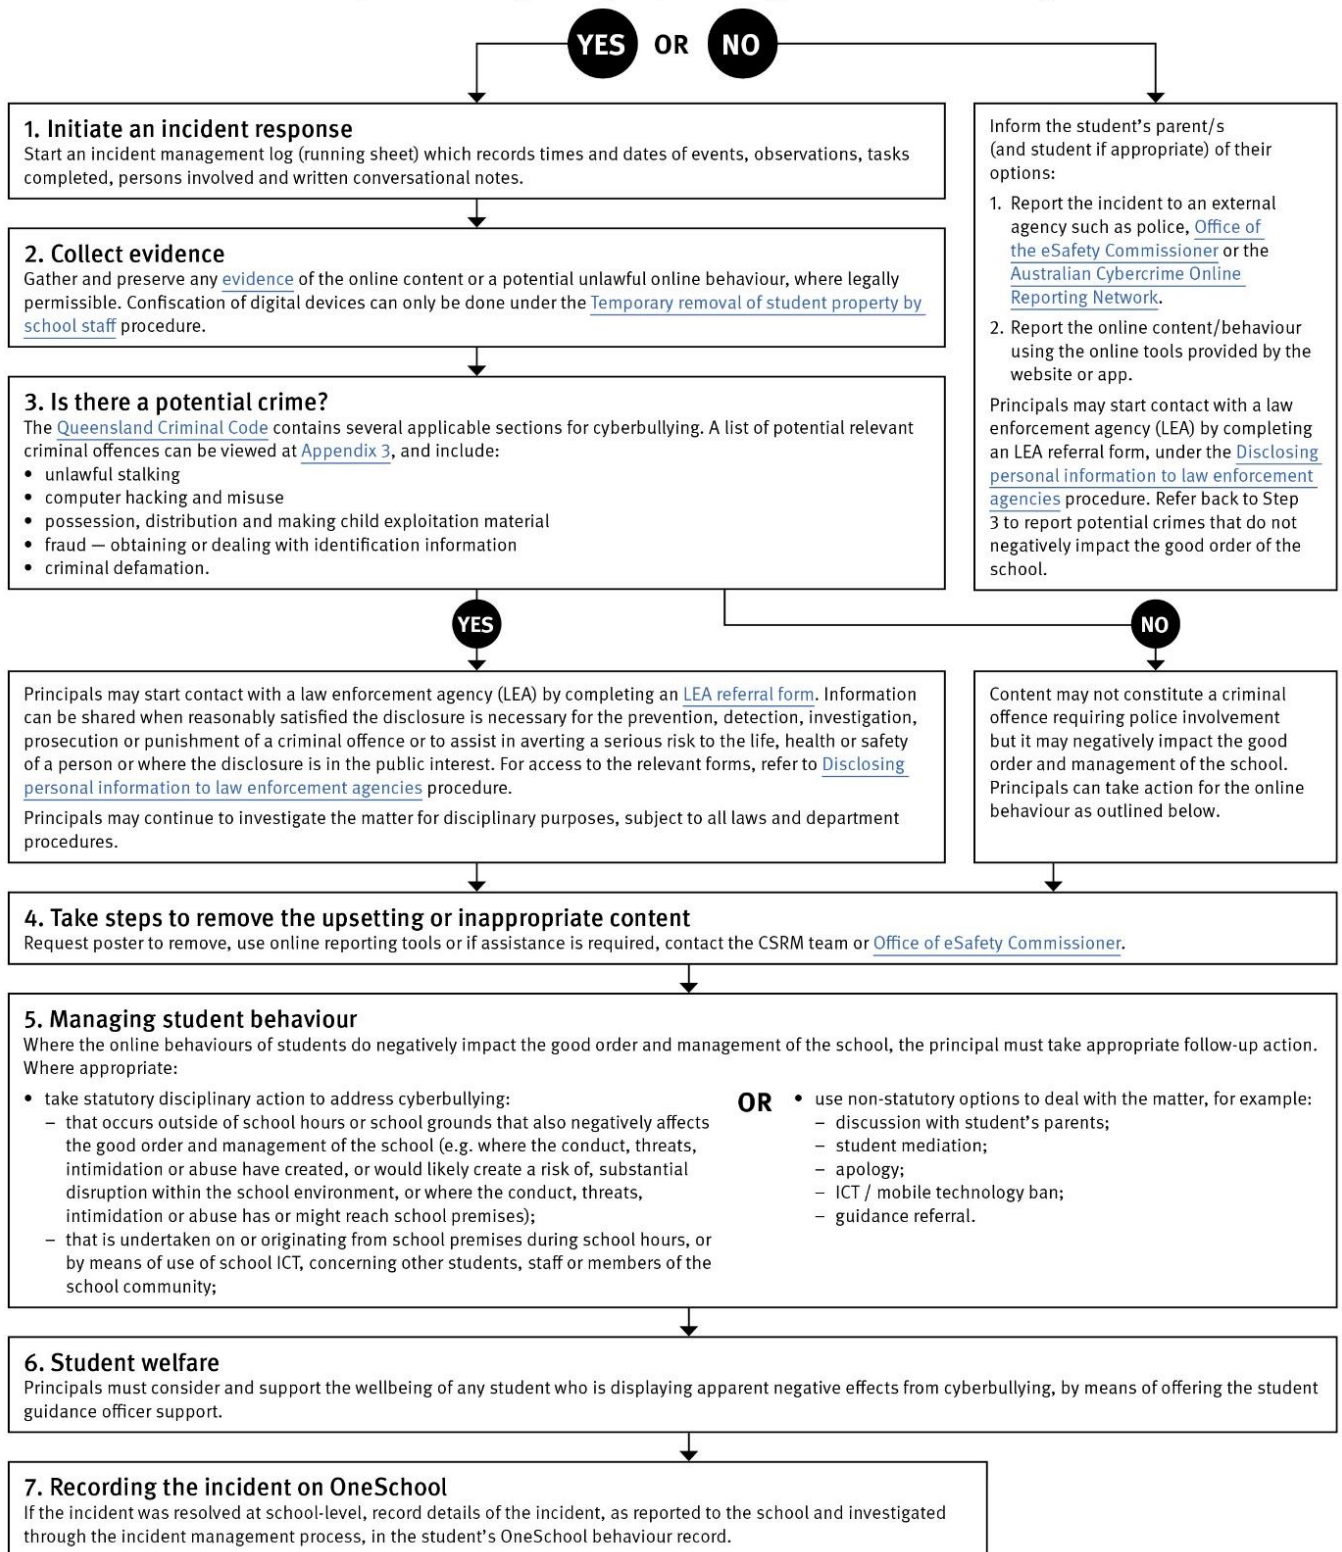 YES OR NO
1. Initiate an incident response
Start an incident management log (running sheet) which records times and dates of events, observations, tasks
completed, persons involved and written conversational notes.
2. Collect evidence
Gather and preserve any evidence of the online content or a potential unlawful online behaviour, where legally
permissible. Confiscation of digital devices can only be done under the Temporary removal of student property by
school staff procedure.
3. Is there a potential crime?
The Queensland Criminal Code contains several applicable sections for cyberbullying. A list of potential relevant
criminal offences can be viewed at Appendix 3, and include:
• unlawful stalking
• computer hacking and misuse
• possession, distribution and making child exploitation material
• fraud — obtaining or dealing with identification information
• criminal defamation.
Inform the student's parent/s
(and student if appropriate) of their
options:
1. Report the incident to an external
agency such as police, Office of
the eSafety Commissioner or the
Australian Cybercrime Online
Reporting Network.
2. Report the online content/behaviour
using the online tools provided by the
website or app.
Principals may start contact with a law
enforcement agency (LEA) by completing
an LEA referral form, under the Disclosing
personal information to law enforcement
agencies procedure. Refer back to Step
3 to report potential crimes that do not
negatively impact the good order of the
school.
YES
NO
Principals may start contact with a law enforcement agency (LEA) by completing an LEA referral form. Information
can be shared when reasonably satisfied the disclosure is necessary for the prevention, detection, investigation,
prosecution or punishment of a criminal offence or to assist in averting a serious risk to the life, health or safety
of a person or where the disclosure is in the public interest. For access to the relevant forms, refer to Disclosing
personal information to law enforcement agencies procedure.
Principals may continue to investigate the matter for disciplinary purposes, subject to all laws and department
procedures.
Content may not constitute a criminal
offence requiring police involvement
but it may negatively impact the good
order and management of the school.
Principals can take action for the online
behaviour as outlined below.
4. Take steps to remove the upsetting or inappropriate content
Request poster to remove, use online reporting tools or if assistance is required, contact the CSRM team or Office of eSafety Commissioner.
5. Managing student behaviour
Where the online behaviours of students do negatively impact the good order and management of the school, the principal must take appropriate follow-up action.
Where appropriate:
• take statutory disciplinary action to address cyberbullying:
– that occurs outside of school hours or school grounds that also negatively affects
the good order and management of the school (e.g. where the conduct, threats,
intimidation or abuse have created, or would likely create a risk of, substantial
disruption within the school environment, or where the conduct, threats,
intimidation or abuse has or might reach school premises);
– that is undertaken on or originating from school premises during school hours, or
by means of use of school ICT, concerning other students, staff or members of the
school community;
OR
• use non-statutory options to deal with the matter, for example:
– discussion with student's parents;
– student mediation;
– apology;
– ICT / mobile technology ban;
– guidance referral.
6. Student welfare
Principals must consider and support the wellbeing of any student who is displaying apparent negative effects from cyberbullying, by means of offering the student
guidance officer support.
7. Recording the incident on OneSchool
If the incident was resolved at school-level, record details of the incident, as reported to the school and investigated
through the incident management process, in the student's OneSchool behaviour record.